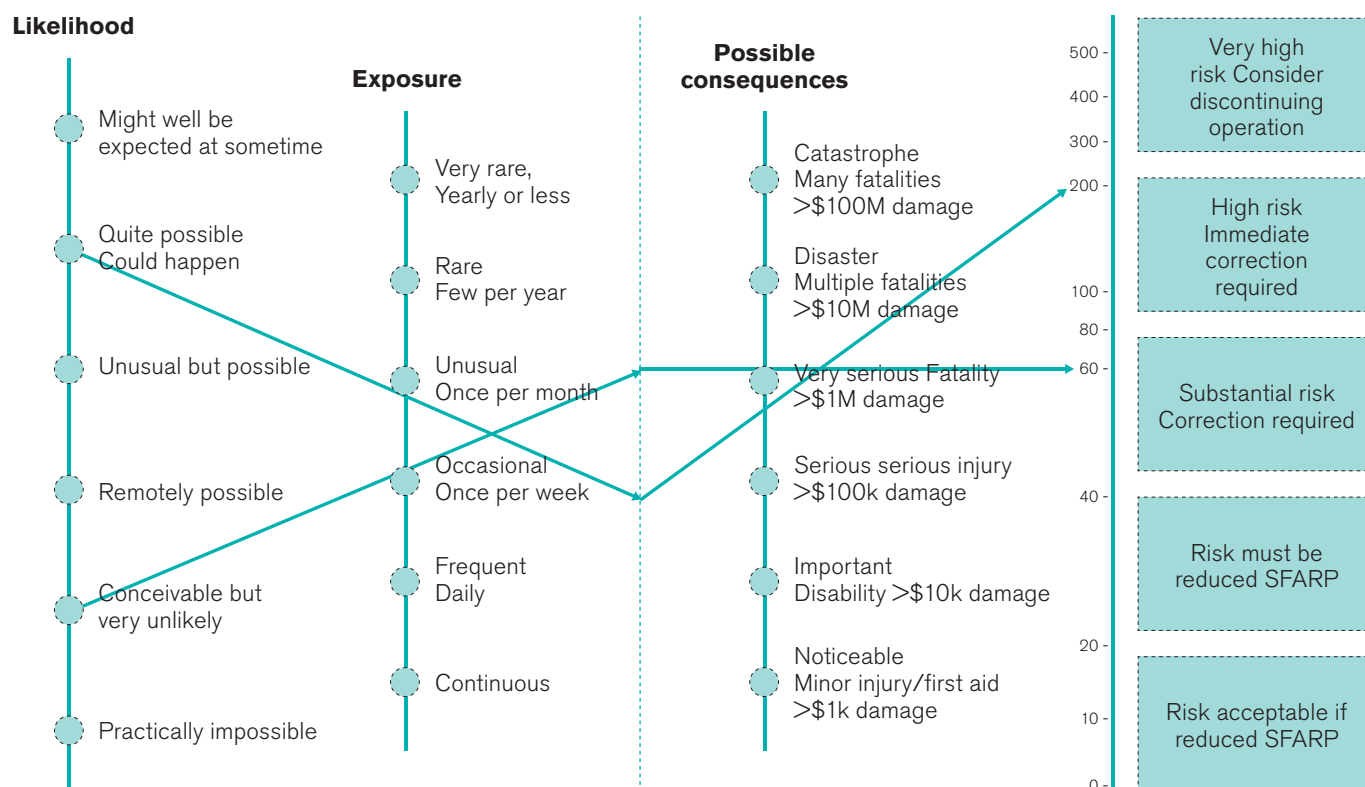 Likelihood
Might well be
expected at sometime
Quite possible
Could happen
Unusual but possible
Remotely possible
Conceivable but
very unlikely
Practically impossible
Exposure
Very rare,
Yearly or less
Rare
Few per year
Unusual
Once per month
Occasional
Once per week
Frequent
Daily
Continuous
Possible
consequences
Catastrophe
Many fatalities
>$100M damage
Disaster
Multiple fatalities
>$10M damage
Very serious Fatality
>$1M damage
Serious serious injury
>$100k damage
Important
Disability >$10k damage
Noticeable
Minor injury/first aid
>$1k damage
500 -
400 -
300 -
200 -
100 -
80 -
60 -
40 -
20 -
10 -
0 -
Very high
risk Consider
discontinuing
operation
High risk
Immediate
correction
required
Substantial risk
Correction required
Risk must be
reduced SFARP
Risk acceptable if
reduced SFARP